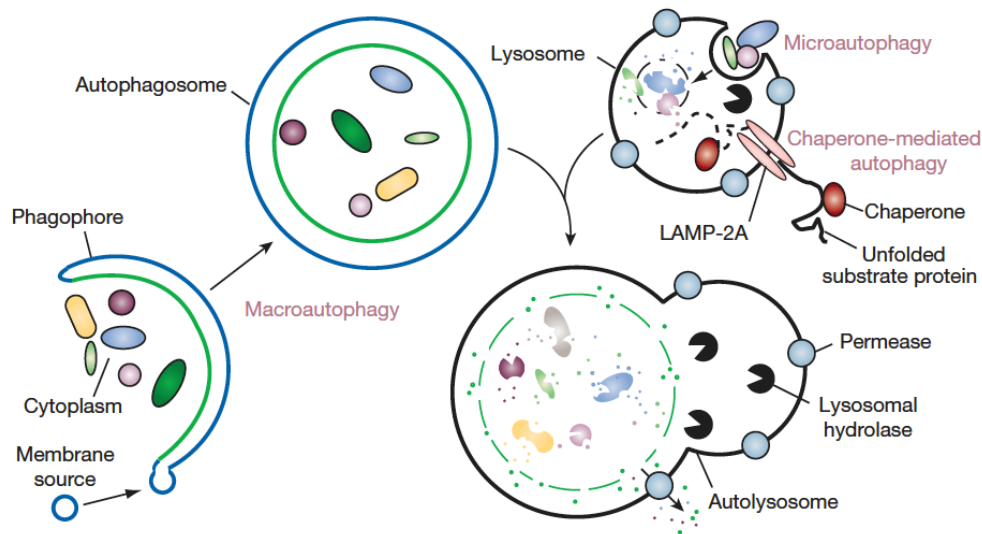 Lysosome
Microautophagy
Autophagosome
Chaperone-mediated
autophagy
Phagophore
Chaperone
LAMP-2A
Unfolded
substrate protein
Macroautophagy
Permease
Cytoplasm
Lysosomal
hydrolase
Membrane
source
Autolysosome